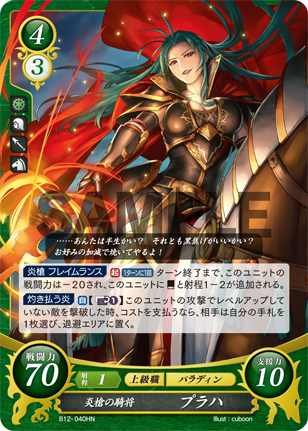 4
3
SAMPLE
……あんたは半生かい? それとも黒焦げがいいかい?
お好みの加減で焼いてやるよ!
炎槍 フレイムランス 起 1ターンに1回 ターン終了まで、このユニットの
戦闘力は－20され、このユニットに と射程1－2が追加される。
灼き払う炎 自 【 1】このユニットの攻撃でレベルアップして
いない敵を撃破した時、コストを支払うなら、相手は自分の手札を
1枚選び、退避エリアに置く。
戦闘力 70
射程 1
上級職
パラディン
支援力 10
炎槍の騎将 プラハ
B12-040HN
Illust：cuboon